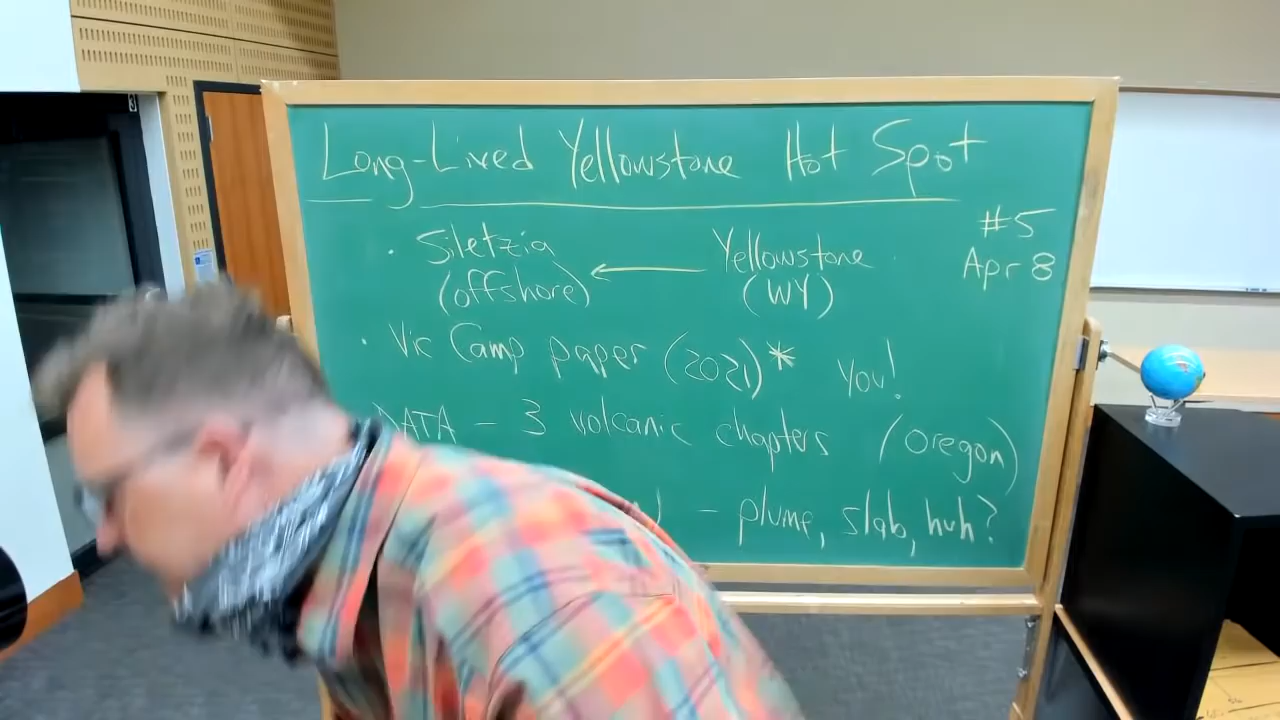 Long-Lived Yellowstone Hot Spot
#5
Apr 8
• Siletzia ← Yellowstone
(offshore) (WY)
• Vic Camp paper (2021)* You!
DATA - 3 volcanic chapters (Oregon)
- plume, slab, huh?